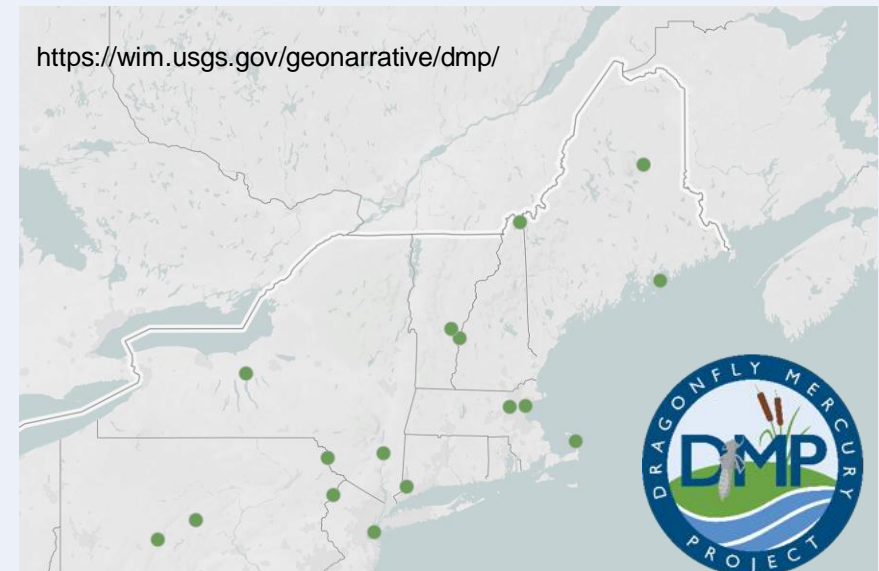 https://wim.usgs.gov/geonarrative/dmp/
DRAGONFLY MERCURY
DMP
PROJECT